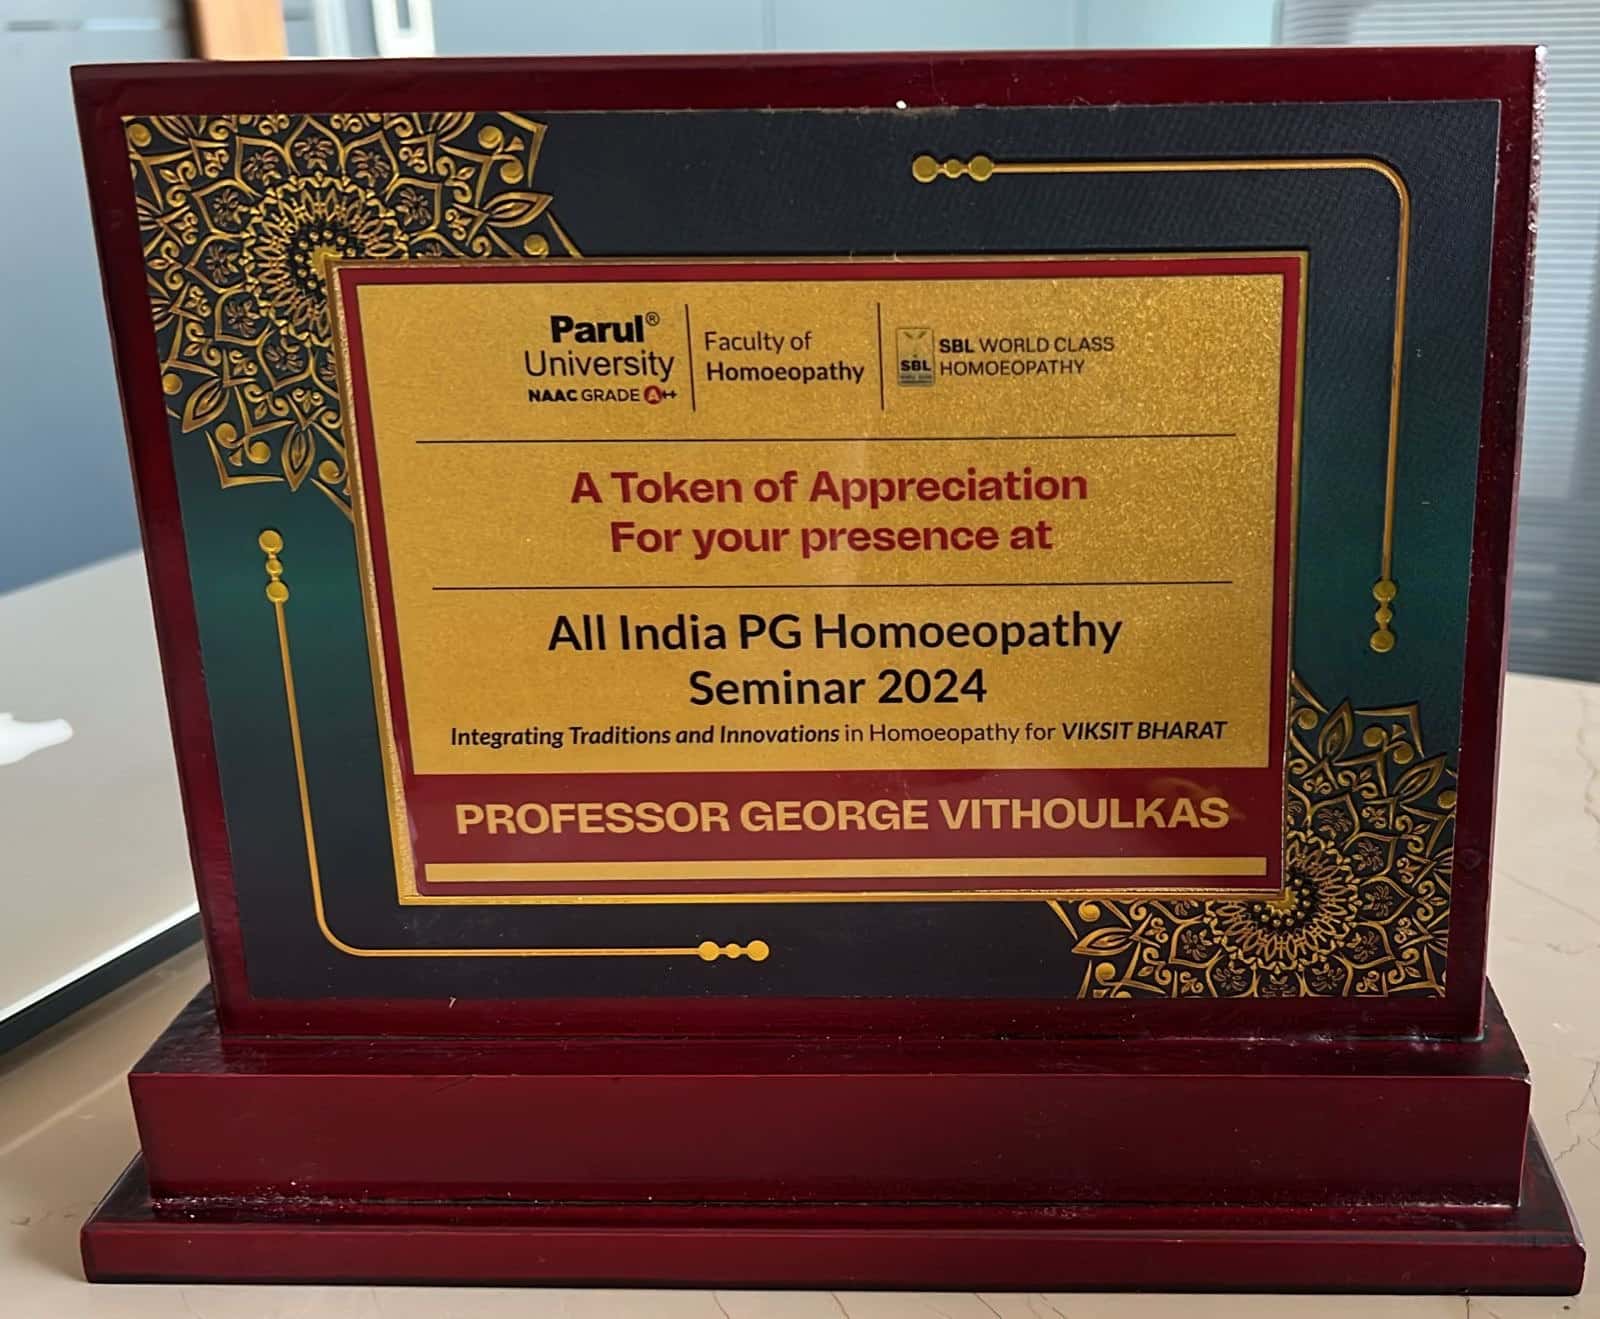 Parul®
University
NAAC GRADE A++
Faculty of
Homoeopathy
SBL
SBL WORLD CLASS
HOMOEOPATHY
A Token of Appreciation
For your presence at
All India PG Homoeopathy
Seminar 2024
Integrating Traditions and Innovations in Homoeopathy for VIKSIT BHARAT
PROFESSOR GEORGE VITHOULKAS